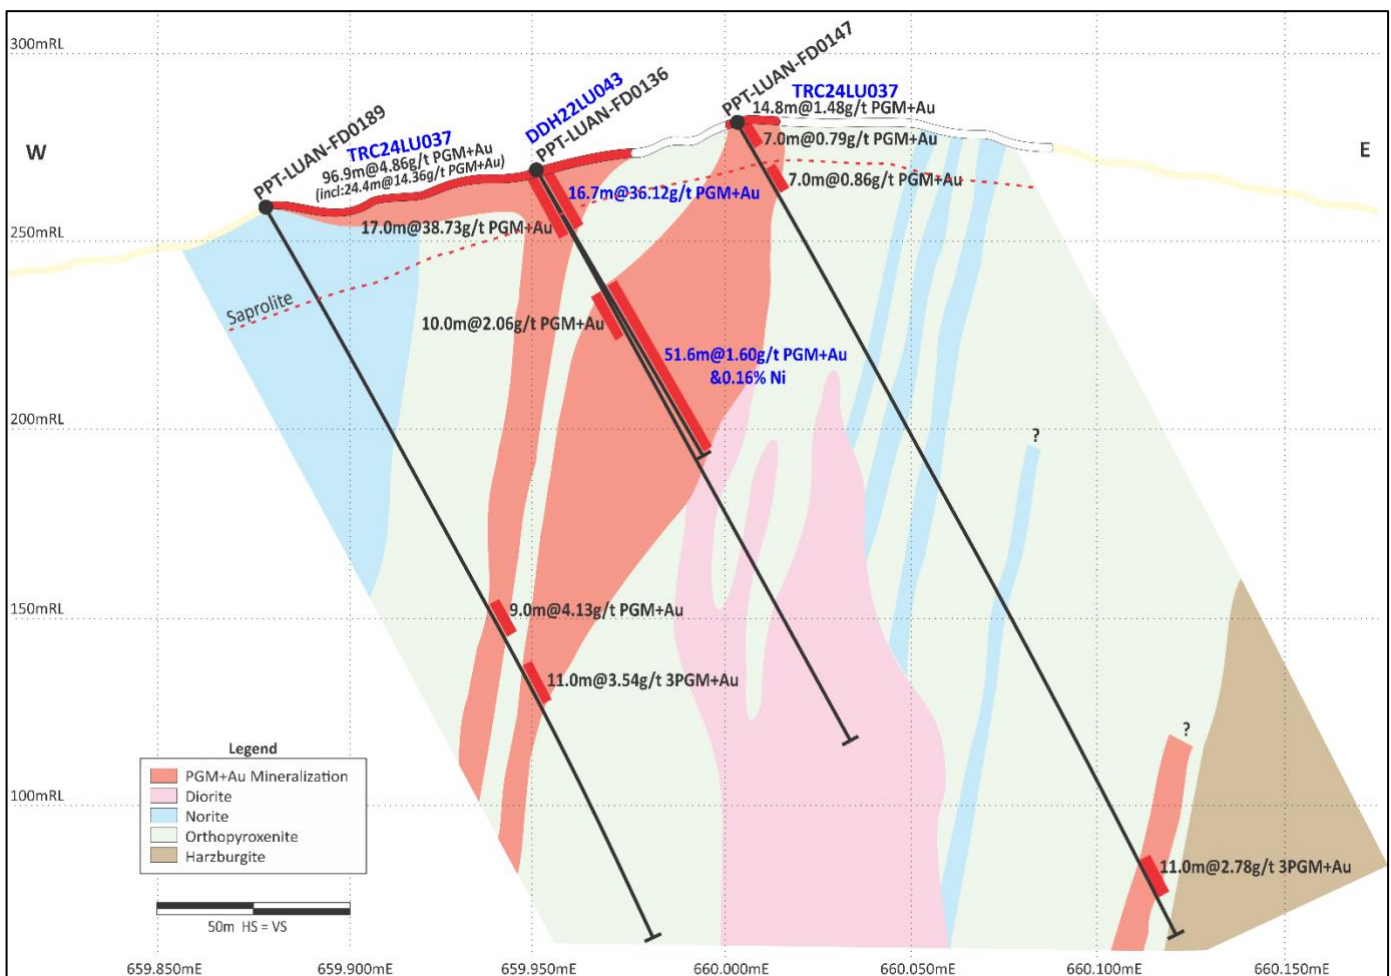 300mRL
250mRL
200mRL
150mRL
100mRL
W
E
PPT-LUAN-FD0189
TRC24LU037
96.9m@4.86g/t PGM+Au
(incl:24.4m@14.36g/t PGM+Au)
DDH22LU043
PPT-LUAN-FD0136
PPT-LUAN-FD0147
TRC24LU037
14.8m@1.48g/t PGM+Au
7.0m@0.79g/t PGM+Au
7.0m@0.86g/t PGM+Au
16.7m@36.12g/t PGM+Au
17.0m@38.73g/t PGM+Au
Saprolite
10.0m@2.06g/t PGM+Au
51.6m@1.60g/t PGM+Au
&0.16% Ni
?
9.0m@4.13g/t PGM+Au
11.0m@3.54g/t 3PGM+Au
?
11.0m@2.78g/t 3PGM+Au
Legend
PGM+Au Mineralization
Diorite
Norite
Orthopyroxenite
Harzburgite
50m HS = VS
659.850mE
659.900mE
659.950mE
660.000mE
660.050mE
660.100mE
660.150mE